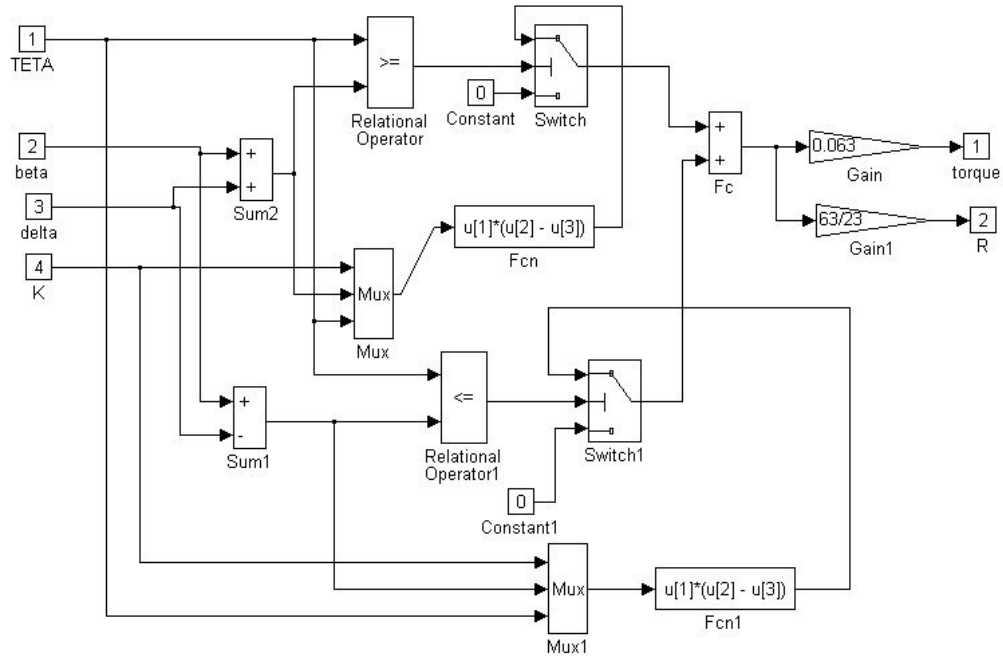 1
TETA
>=
Relational
Operator
0
Constant
Switch
2
beta
+
+
Sum2
3
delta
4
K
+
+
Fc
0.063
Gain
1
torque
63/23
Gain1
2
R
u[1]*(u[2] - u[3])
Fcn
Mux
Mux
+
-
Sum1
<=
Relational
Operator1
Switch1
0
Constant1
Mux
Mux1
u[1]*(u[2] - u[3])
Fcn1